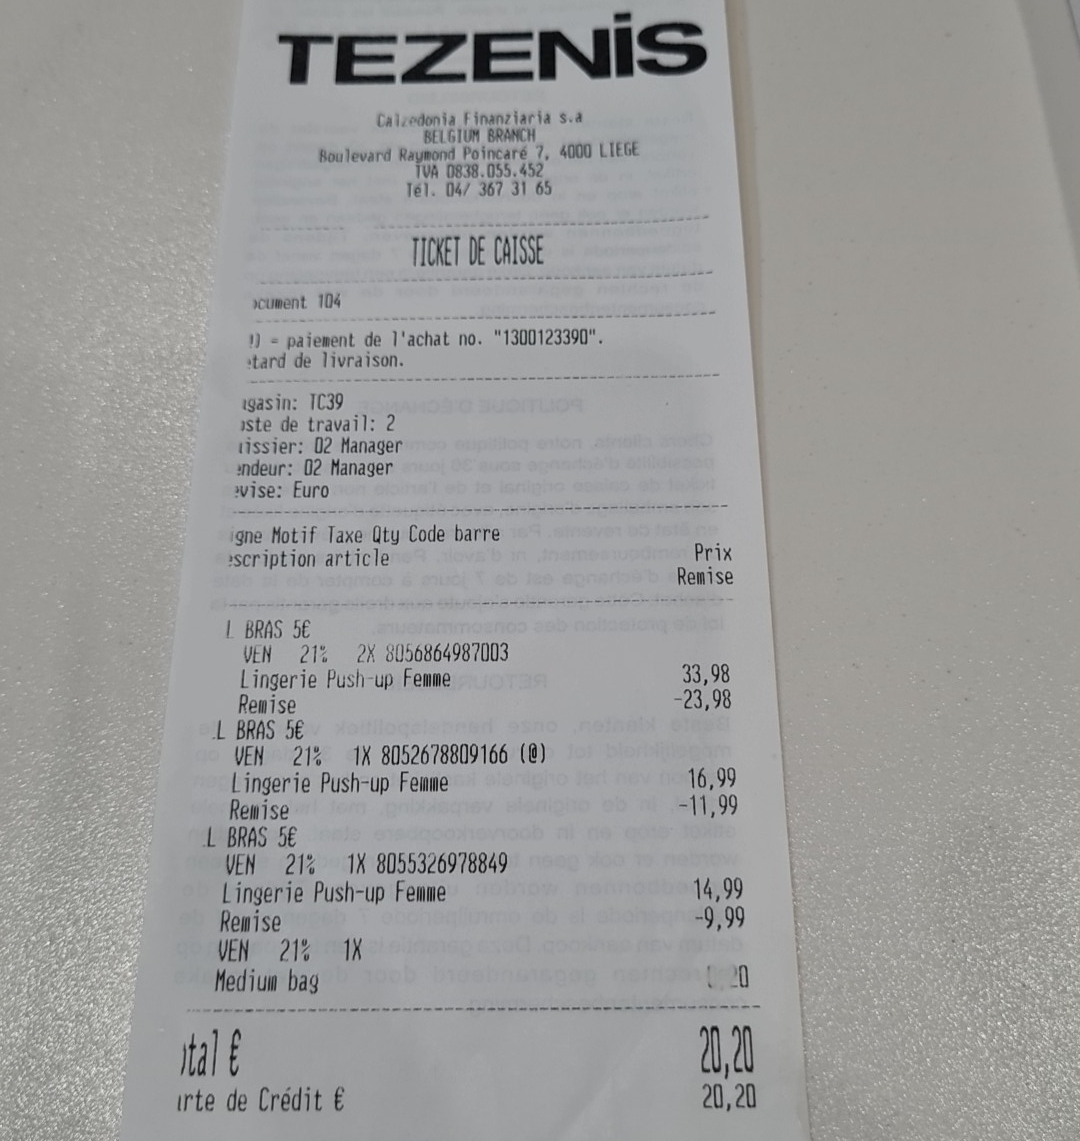 TEZENIS
Calzedonia Finanziaria s.a
BELGIUM BRANCH
Boulevard Raymond Poincaré 7, 4000 LIEGE
TVA 0838.055.452
Tél. 04/ 367 31 65
TICKET DE CAISSE
ocument 104
!) = paiement de l'achat no. "1300123390".
etard de livraison.
agasin: TC39
oste de travail: 2
aissier: 02 Manager
endeur: 02 Manager
evise: Euro
igne Motif Taxe Qty Code barre
escription article Prix
Remise
L BRAS 5€
VEN 21% 2X 8056864987003
Lingerie Push-up Femme 33,98
Remise -23,98
.L BRAS 5€
VEN 21% 1X 8052678809166 (@)
Lingerie Push-up Femme 16,99
Remise -11,99
.L BRAS 5€
VEN 21% 1X 8055326978849
Lingerie Push-up Femme 14,99
Remise -9,99
VEN 21% 1X
Medium bag 0,20
otal € 20,20
arte de Crédit € 20,20